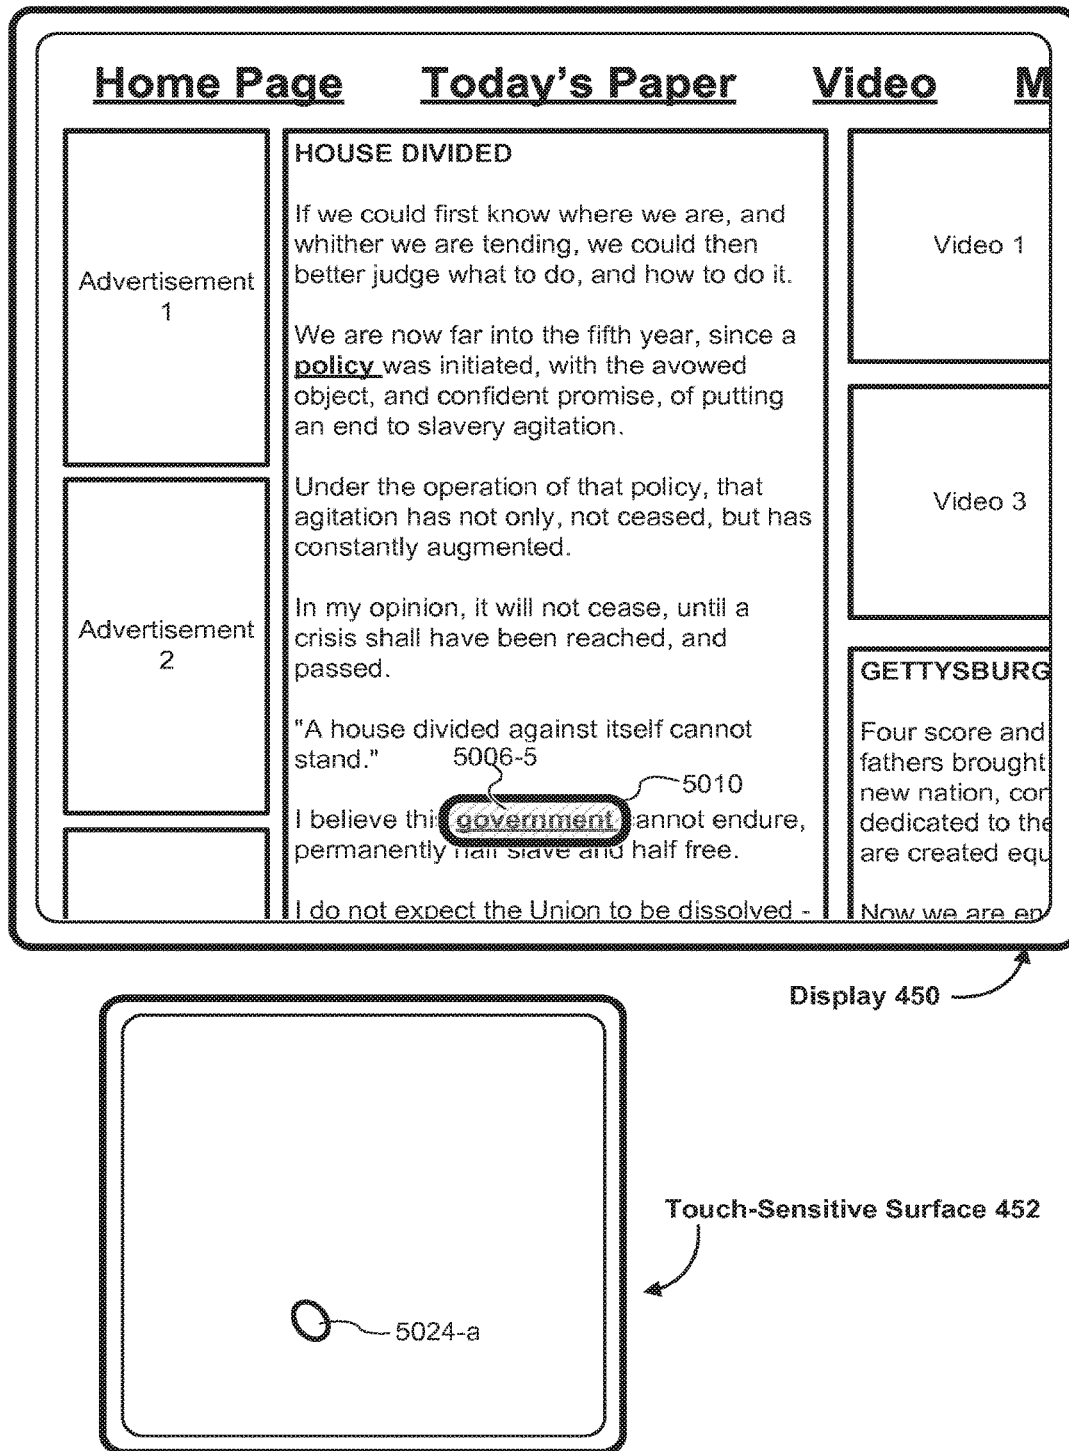 Home Page Today's Paper Video M
Advertisement
1
Advertisement
2
HOUSE DIVIDED
If we could first know where we are, and
whither we are tending, we could then
better judge what to do, and how to do it.
We are now far into the fifth year, since a
policy was initiated, with the avowed
object, and confident promise, of putting
an end to slavery agitation.
Under the operation of that policy, that
agitation has not only, not ceased, but has
constantly augmented.
In my opinion, it will not cease, until a
crisis shall have been reached, and
passed.
"A house divided against itself cannot
stand."
5006-5
5010
I believe this government cannot endure,
permanently half slave and half free.
I do not expect the Union to be dissolved -
Video 1
Video 3
GETTYSBURG
Four score and
fathers brought
new nation, con
dedicated to the
are created equ
Now we are en
Display 450
Touch-Sensitive Surface 452
5024-a